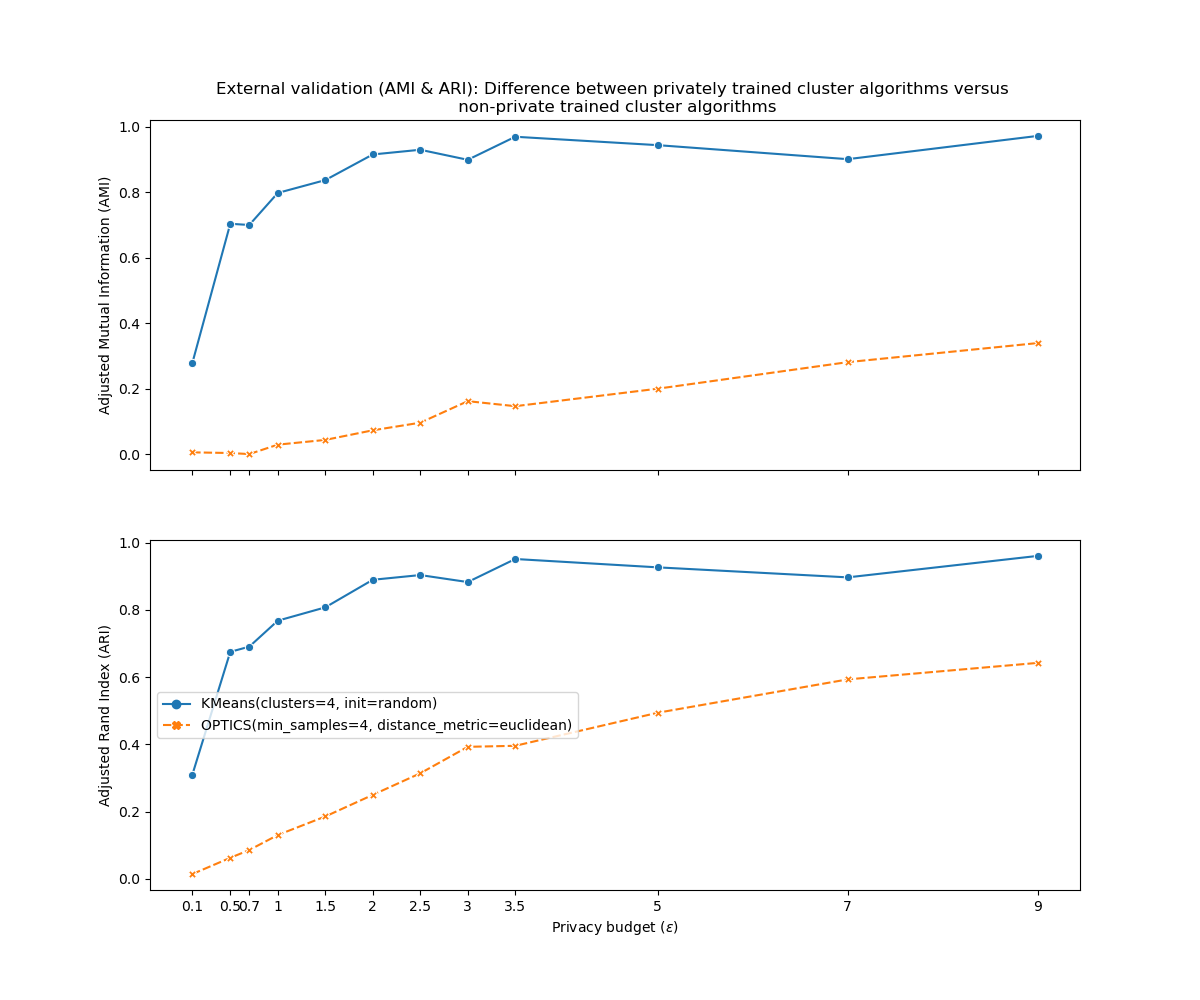 External validation (AMI & ARI): Difference between privately trained cluster algorithms versus
non-private trained cluster algorithms
Adjusted Mutual Information (AMI)
1.0
0.8
0.6
0.4
0.2
0.0
Adjusted Rand Index (ARI)
1.0
0.8
0.6
0.4
0.2
0.0
KMeans(clusters=4, init=random)
OPTICS(min_samples=4, distance_metric=euclidean)
0.1 0.5 0.7 1 1.5 2 2.5 3 3.5 5 7 9
Privacy budget (ε)